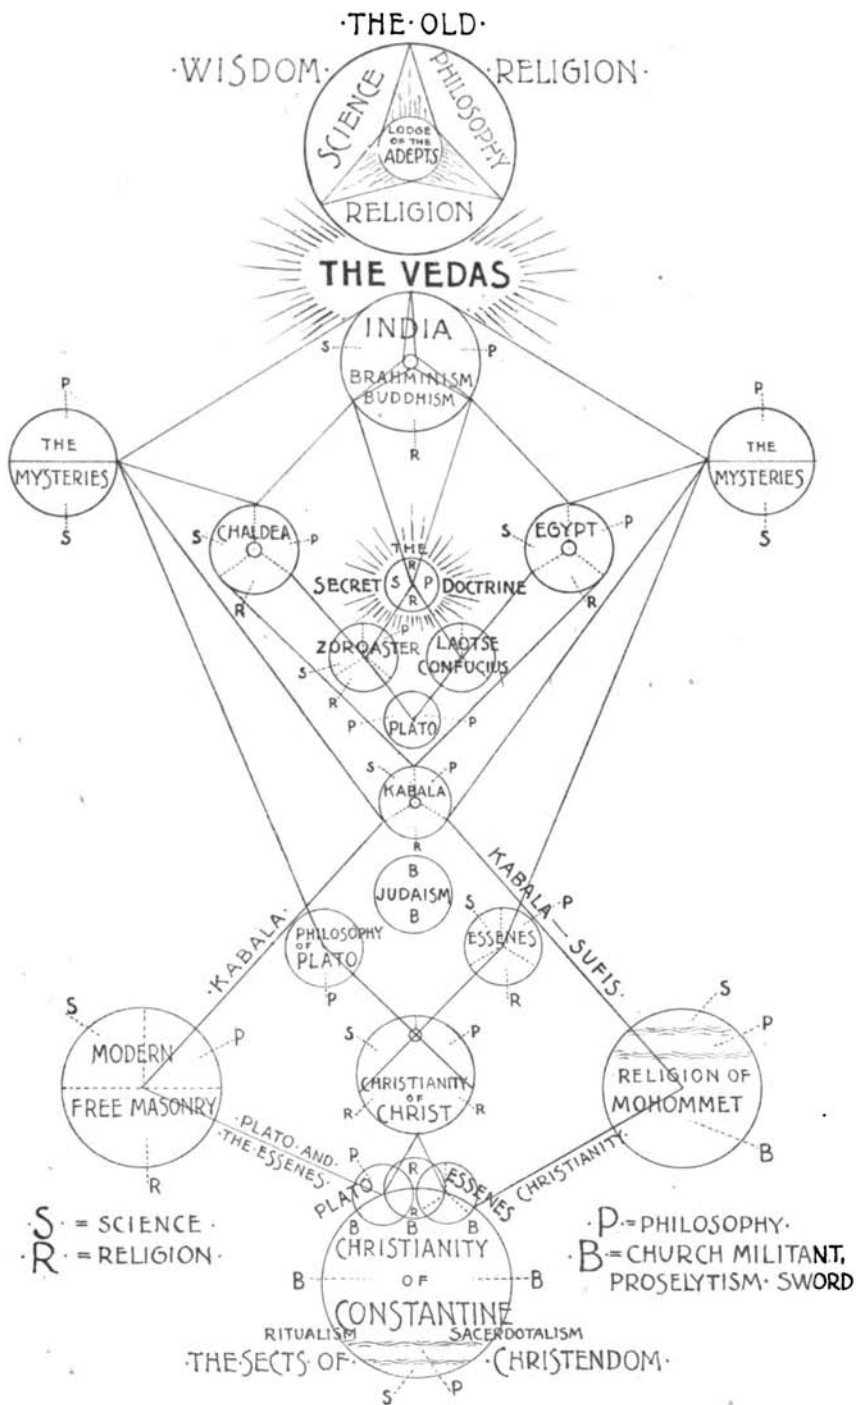 ·THE·OLD·
·WISDOM· RELIGION·
SCIENCE
PHILOSOPHY
LODGE
OF THE
ADEPTS
RELIGION
THE VEDAS
INDIA
S P
BRAHMINISM
BUDDHISM
R
P
THE
MYSTERIES
S
P
THE
MYSTERIES
S
CHALDEA
S P
R
EGYPT
S P
R
THE
SECRET DOCTRINE
R
S P
R
ZOROASTER
P
S
R
LAOTSE
CONFUCIUS
P PLATO P
S P
KABALA
R
B
JUDAISM
B
·KABALA·
KABALA — SUFIS·
PHILOSOPHY
OF
PLATO
P
S P
ESSENES
R
S
MODERN P
FREE MASONRY
R
S P
CHRISTIANITY
OF
CHRIST
R R
S
P
·RELIGION OF
MOHOMMET
B
·PLATO AND
·THE ESSENES·
CHRISTIANITY·
P
PLATO
R
R
ESSENES
B B B
CHRISTIANITY
B OF B
CONSTANTINE
RITUALISM SACERDOTALISM
·THE·SECTS·OF· ·CHRISTENDOM·
S P
·S· = SCIENCE·
·R· = RELIGION·
·P·=PHILOSOPHY·
·B·=CHURCH MILITANT,
PROSELYTISM· SWORD